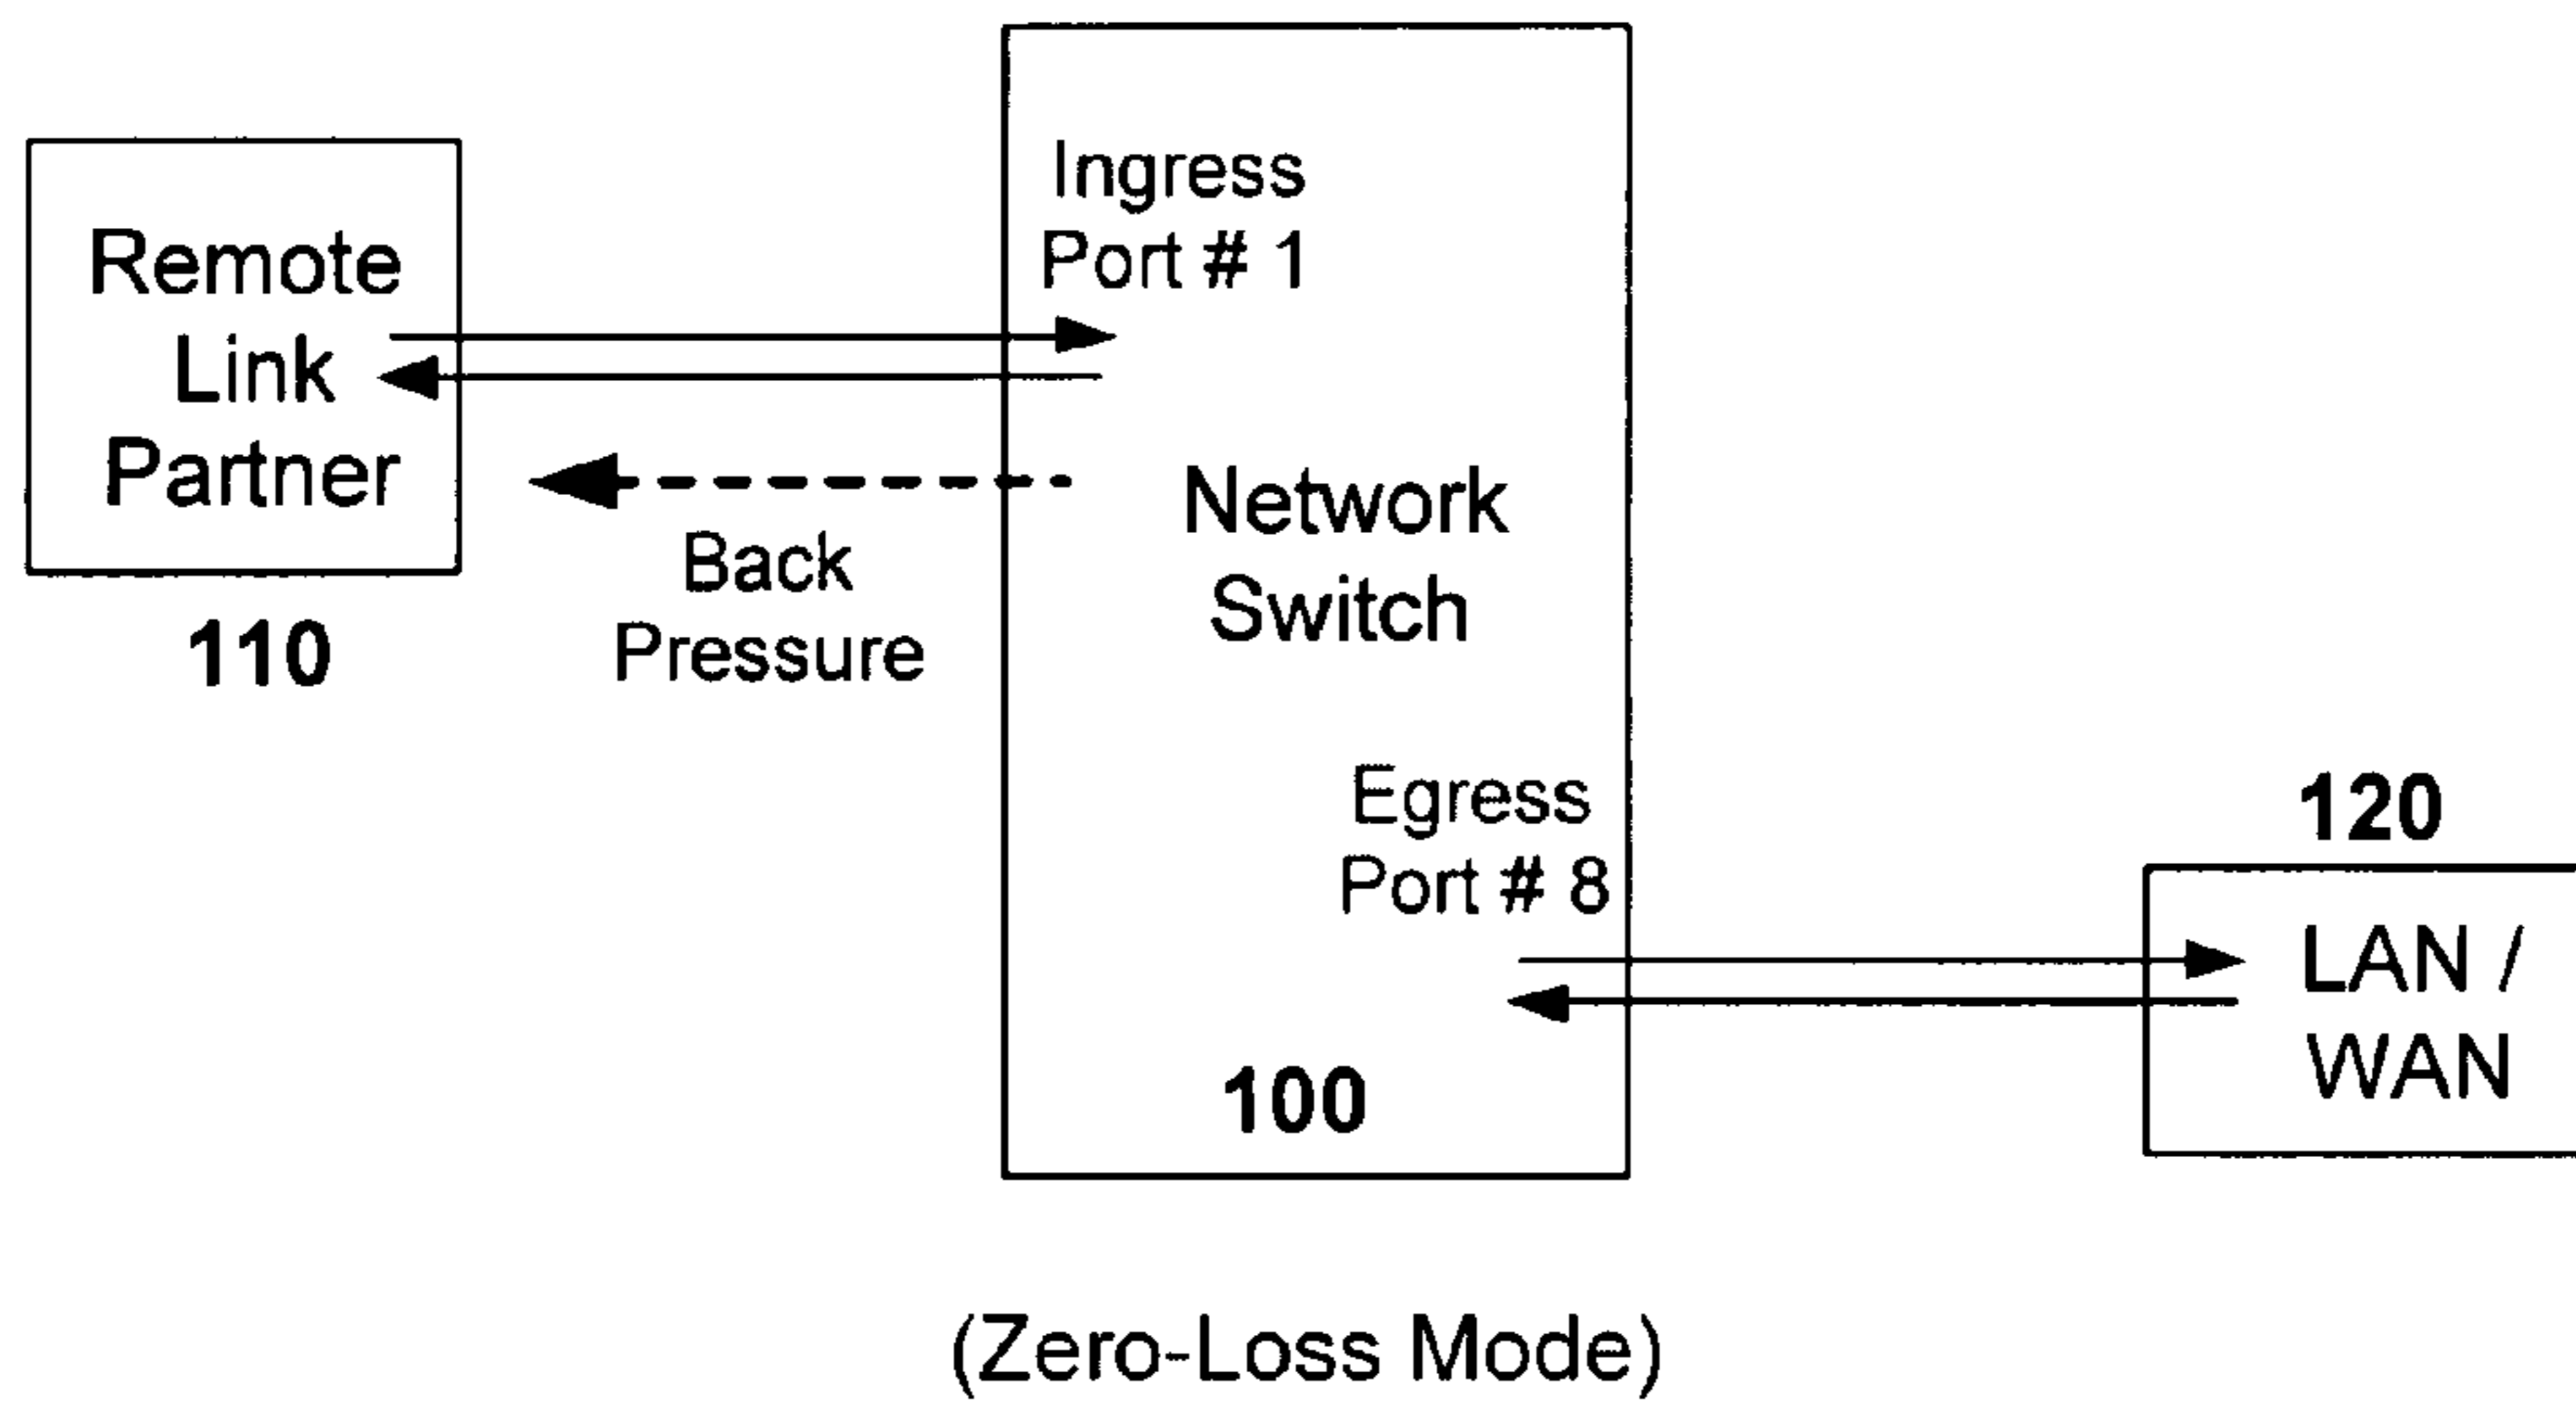 Remote
Link
Partner
110
Ingress
Port # 1
Back
Pressure
Network
Switch
Egress
Port # 8
100
120
LAN /
WAN
(Zero-Loss Mode)